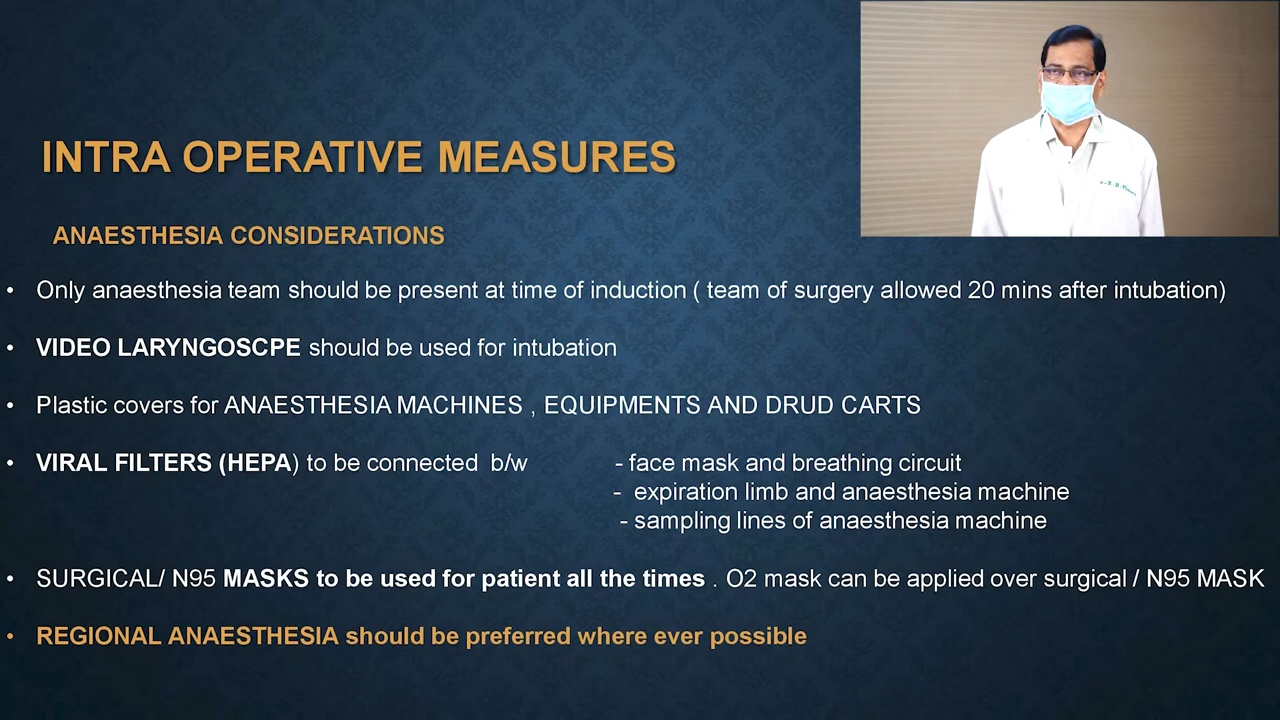 INTRA OPERATIVE MEASURES
ANAESTHESIA CONSIDERATIONS
• Only anaesthesia team should be present at time of induction ( team of surgery allowed 20 mins after intubation)
• VIDEO LARYNGOSCPE should be used for intubation
• Plastic covers for ANAESTHESIA MACHINES , EQUIPMENTS AND DRUD CARTS
• VIRAL FILTERS (HEPA) to be connected b/w - face mask and breathing circuit
- expiration limb and anaesthesia machine
- sampling lines of anaesthesia machine
• SURGICAL/ N95 MASKS to be used for patient all the times . O2 mask can be applied over surgical / N95 MASK
• REGIONAL ANAESTHESIA should be preferred where ever possible